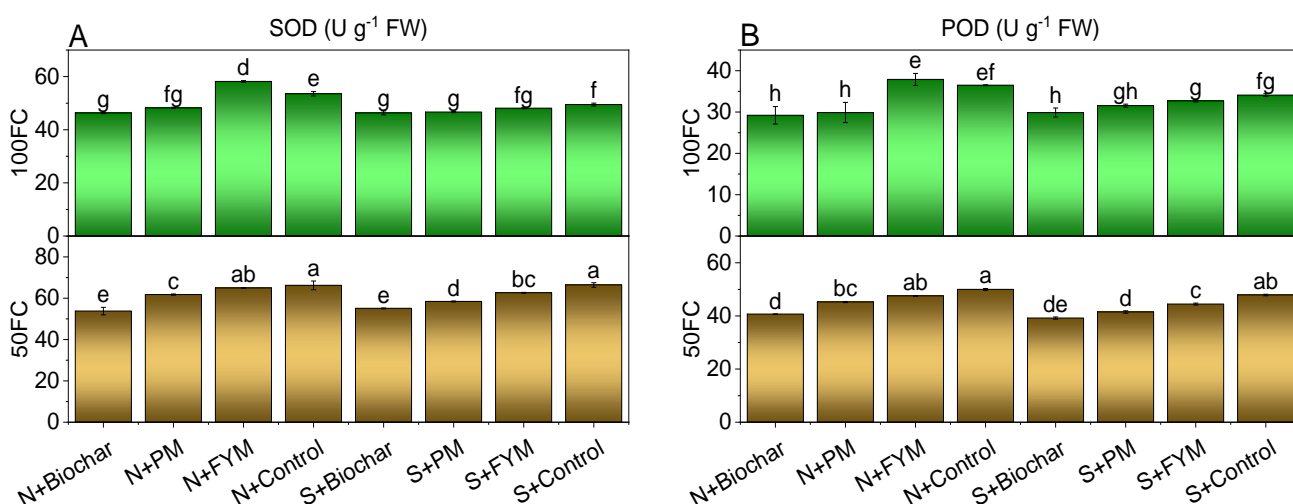 A
SOD (U g⁻¹ FW)
100FC
60
40
20
0
g
fg
d
e
g
g
fg
f
50FC
80
60
40
20
0
e
c
ab
a
e
d
bc
a
N+Biochar
N+PM
N+FYM
N+Control
S+Biochar
S+PM
S+FYM
S+Control
B
POD (U g⁻¹ FW)
100FC
40
30
20
10
0
h
h
e
ef
h
gh
g
fg
50FC
60
40
20
0
d
bc
ab
a
de
d
c
ab
N+Biochar
N+PM
N+FYM
N+Control
S+Biochar
S+PM
S+FYM
S+Control